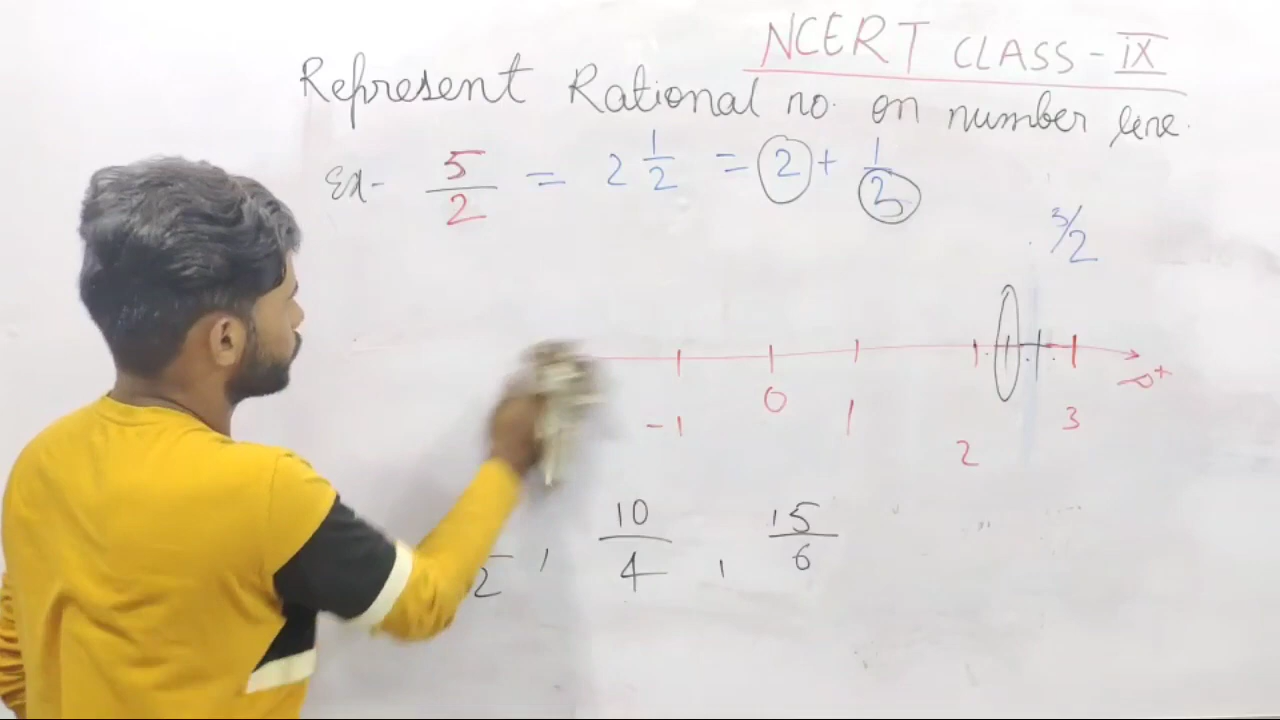 NCERT CLASS - IX
Represent Rational no. on number line.
Ex- 5/2 = 2 1/2 = 2 + 1/2
5/2
-1 0 1 2 3
2 , 10/4 , 15/6